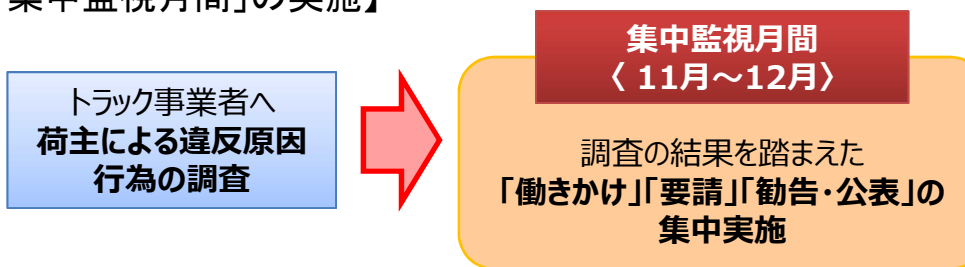 集中監視月間」の実施】
集中監視月間
〈 11月～12月〉
トラック事業者へ
荷主による違反原因
行為の調査
調査の結果を踏まえた
「働きかけ」「要請」「勧告・公表」の
集中実施